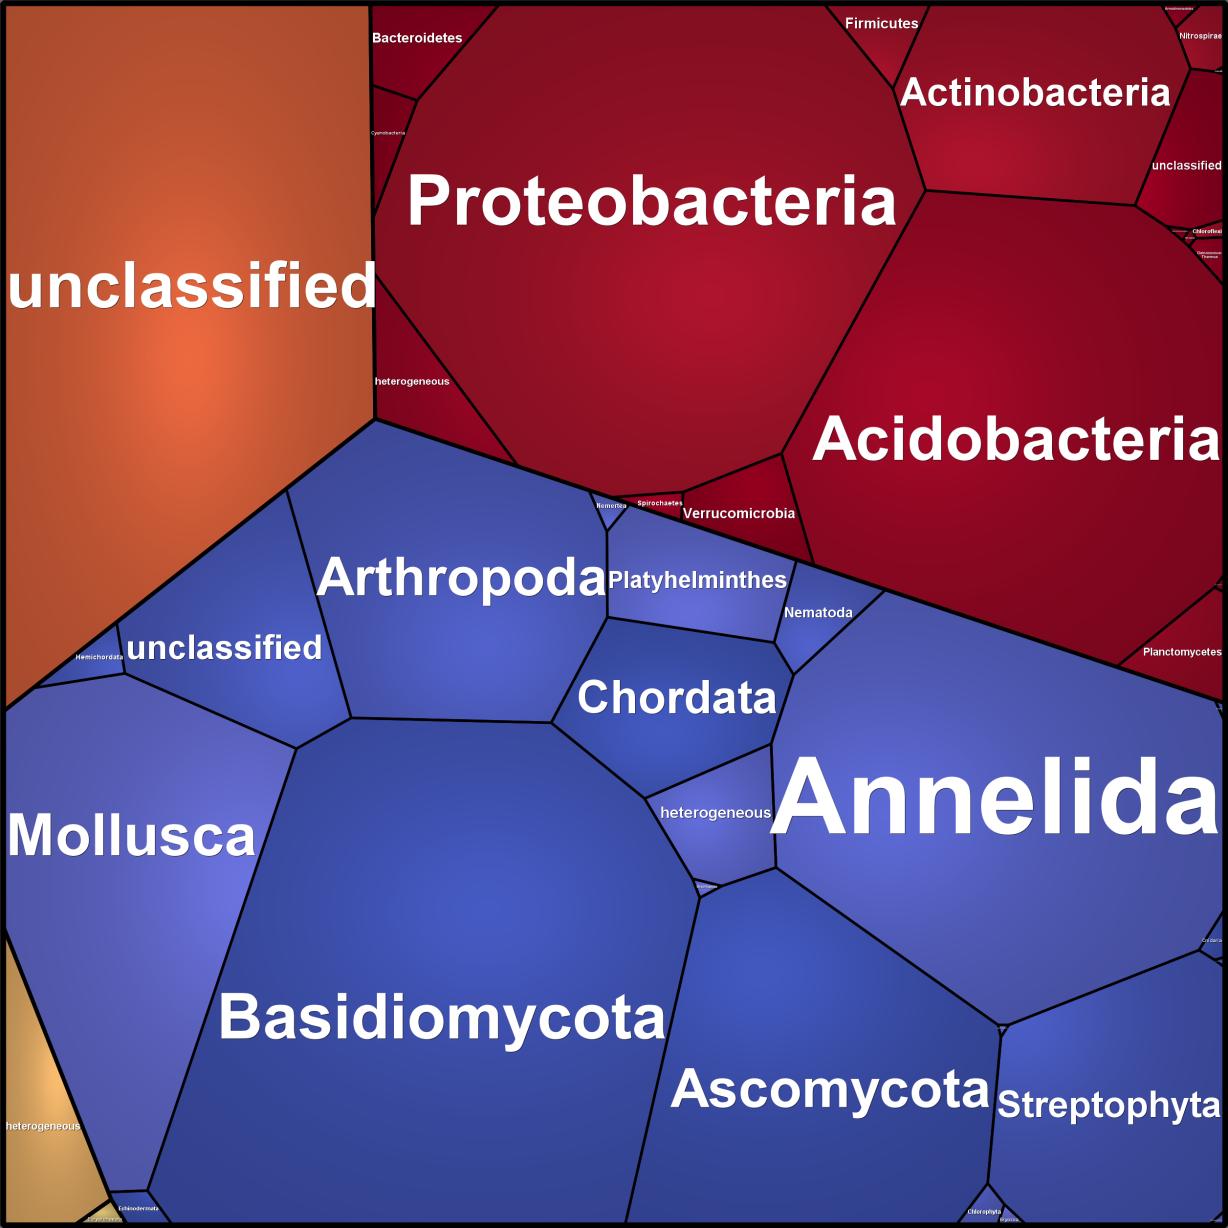 Bacteroidetes
Firmicutes
Nitrospirae
Actinobacteria
Cyanobacteria
unclassified
Proteobacteria
Chloroflexi
unclassified
heterogeneous
Acidobacteria
Nemertea
Spirochaetes
Verrucomicrobia
Arthropoda
Platyhelminthes
Nematoda
unclassified
Hemichordata
Planctomycetes
Chordata
Annelida
heterogeneous
Mollusca
Basidiomycota
Ascomycota
Streptophyta
heterogeneous
Echinodermata
Chlorophyta